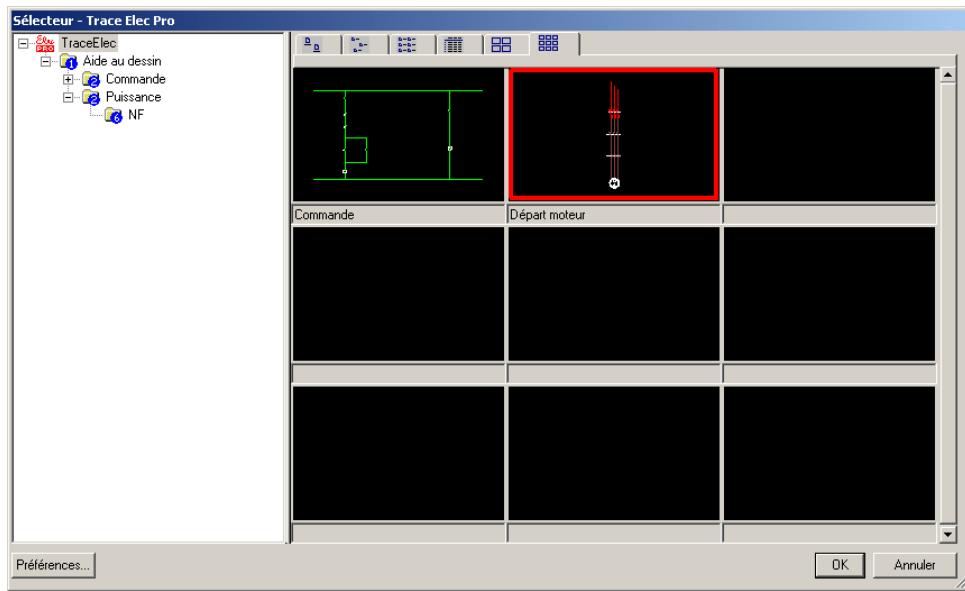 Sélecteur - Trace Elec Pro
TraceElec
Aide au dessin
Commande
Puissance
NF
Commande
Départ moteur
Préférences...
OK
Annuler